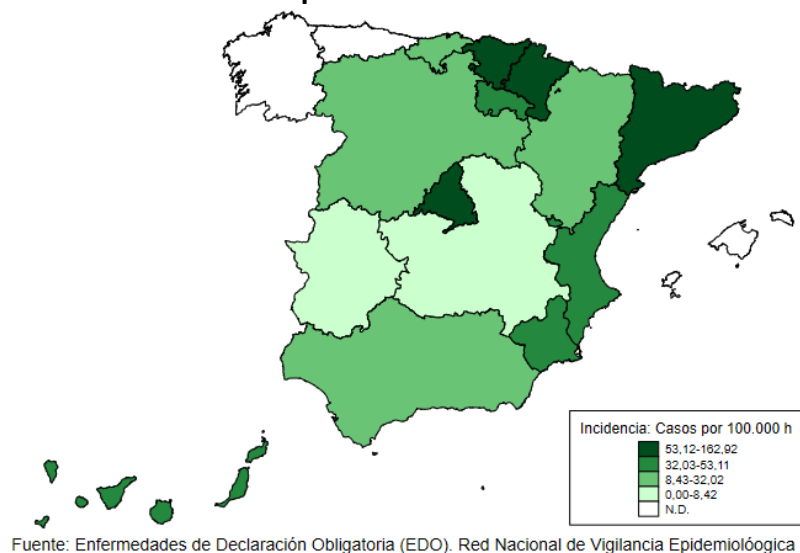 Incidencia: Casos por 100.000 h
53,12-162,92
32,03-53,11
8,43-32,02
0,00-8,42
N.D.
Fuente: Enfermedades de Declaración Obligatoria (EDO). Red Nacional de Vigilancia Epidemiolóogica